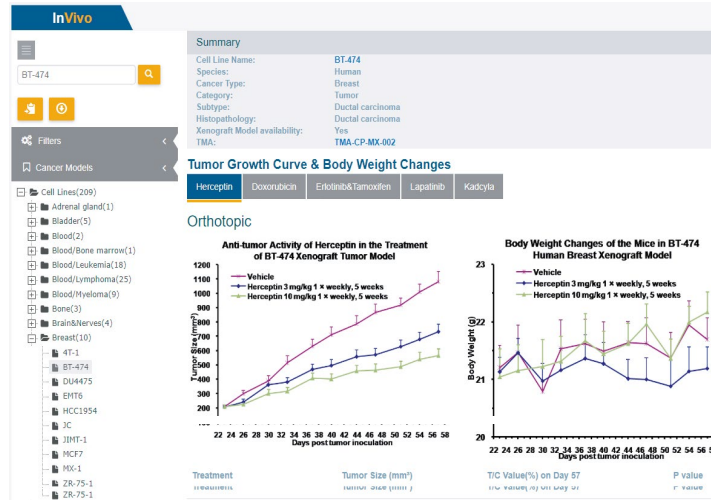 InVivo
BT-474
Filters
Cancer Models
Cell Lines(209)
Adrenal gland(1)
Bladder(5)
Blood(2)
Blood/Bone marrow(1)
Blood/Leukemia(18)
Blood/Lymphoma(25)
Blood/Myeloma(9)
Bone(3)
Brain&Nerves(4)
Breast(10)
4T-1
BT-474
DU4475
EMT6
HCC1954
JC
JIMT-1
MCF7
MX-1
ZR-75-1
ZR-75-1
Summary
Cell Line Name: BT-474
Species: Human
Cancer Type: Breast
Category: Tumor
Subtype: Ductal carcinoma
Histopathology: Ductal carcinoma
Xenograft Model availability: Yes
TMA: TMA-CP-MX-002
Tumor Growth Curve & Body Weight Changes
Herceptin Doxorubicin Erlotinib&Tamoxifen Lapatinib Kadcyla
Orthotopic
Anti-tumor Activity of Herceptin in the Treatment
of BT-474 Xenograft Tumor Model
Vehicle
Herceptin 3 mg/kg 1 × weekly, 5 weeks
Herceptin 10 mg/kg 1 × weekly, 5 weeks
Tumor Size (mm³)
1200
1100
1000
900
800
700
600
500
400
300
200
22 24 26 28 30 32 34 36 38 40 42 44 46 48 50 52 54 56 58
Days post tumor inoculation
Body Weight Changes of the Mice in BT-474
Human Breast Xenograft Model
Vehicle
Herceptin 3 mg/kg 1 × weekly, 5 weeks
Herceptin 10 mg/kg 1 × weekly, 5 weeks
Body Weight (g)
23
22
21
20
22 24 26 28 30 32 34 36 38 40 42 44 46 48 50 52 54 56
Days post tumor inoculation
Treatment Tumor Size (mm³) T/C Value(%) on Day 57 P value
Treatment Tumor Size (mm³) T/C Value(%) on Day 57 P value